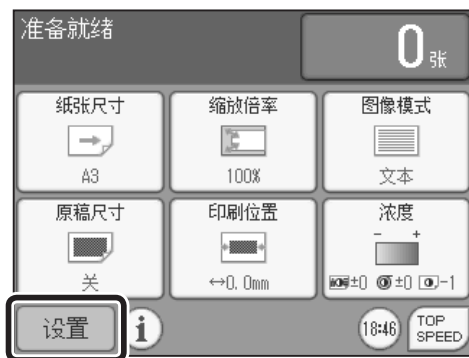 准备就绪
0张
纸张尺寸
缩放倍率
图像模式
A3
100%
文本
原稿尺寸
印刷位置
浓度
- +
关
↔0.0mm
±0 ±0 -1
设置
i
18:46
TOP
SPEED